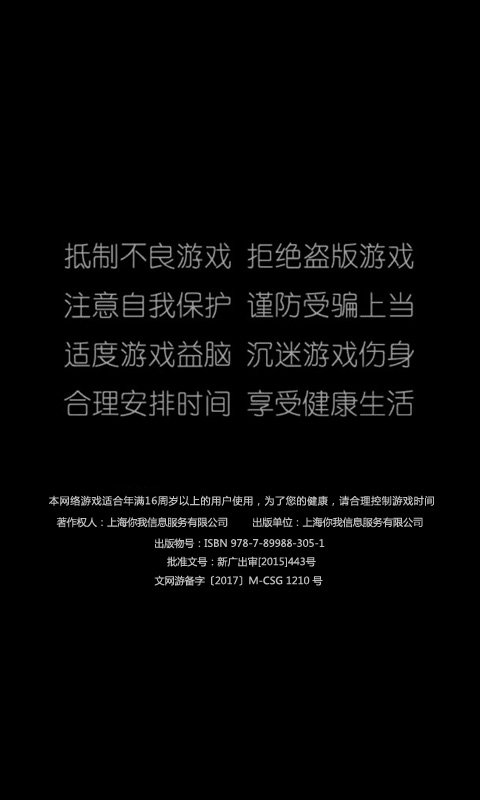 抵制不良游戏 拒绝盗版游戏
注意自我保护 谨防受骗上当
适度游戏益脑 沉迷游戏伤身
合理安排时间 享受健康生活
本网络游戏适合年满16周岁以上的用户使用，为了您的健康，请合理控制游戏时间
著作权人：上海你我信息服务有限公司 出版单位：上海你我信息服务有限公司
出版物号：ISBN 978-7-89988-305-1
批准文号：新广出审[2015]443号
文网游备字〔2017〕M-CSG 1210 号